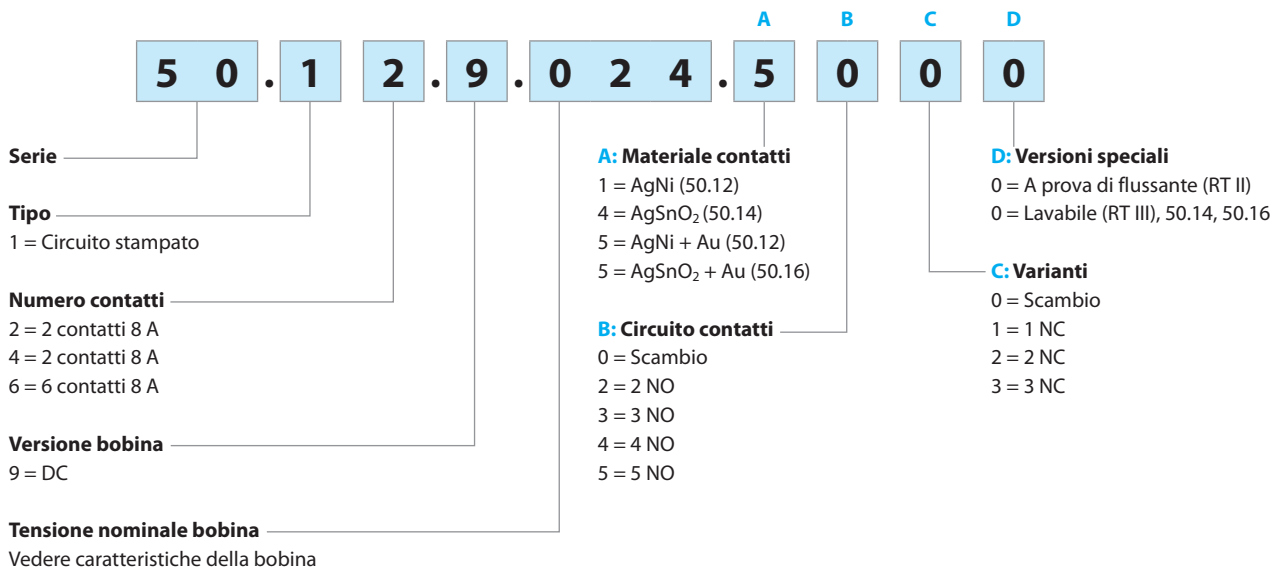 A B C D
5 0 . 1 2 . 9 . 0 2 4 . 5 0 0 0
Serie
Tipo
1 = Circuito stampato
Numero contatti
2 = 2 contatti 8 A
4 = 2 contatti 8 A
6 = 6 contatti 8 A
Versione bobina
9 = DC
Tensione nominale bobina
Vedere caratteristiche della bobina
A: Materiale contatti
1 = AgNi (50.12)
4 = AgSnO₂ (50.14)
5 = AgNi + Au (50.12)
5 = AgSnO₂ + Au (50.16)
B: Circuito contatti
0 = Scambio
2 = 2 NO
3 = 3 NO
4 = 4 NO
5 = 5 NO
D: Versioni speciali
0 = A prova di flussante (RT II)
0 = Lavabile (RT III), 50.14, 50.16
C: Varianti
0 = Scambio
1 = 1 NC
2 = 2 NC
3 = 3 NC